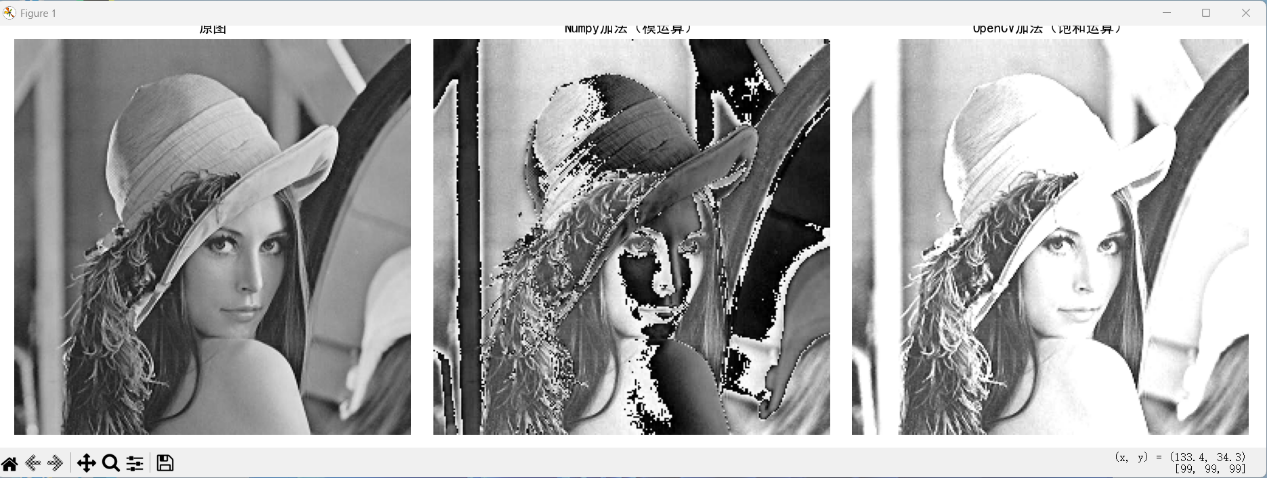 Figure 1
原图
Numpy加法（模运算）
OpenCV加法（饱和运算）
(x, y) = (133.4, 34.3)
[99, 99, 99]